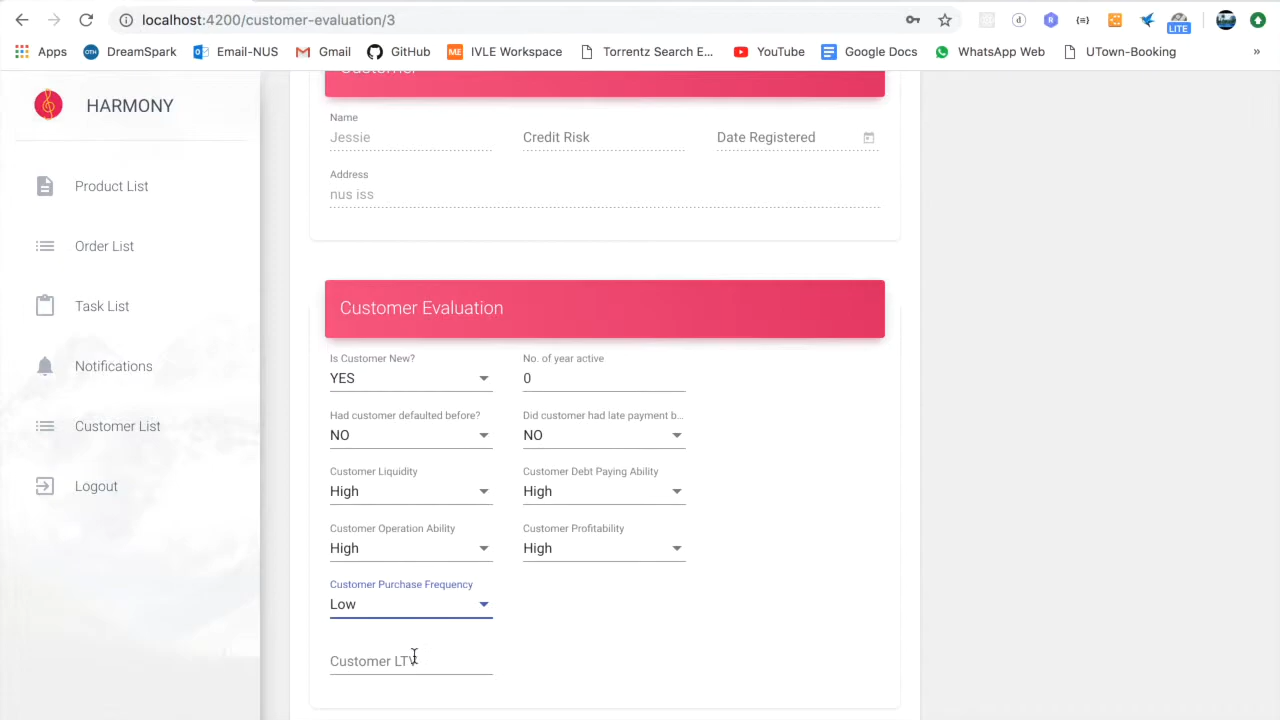 localhost:4200/customer-evaluation/3
LITE
Apps DreamSpark Email-NUS Gmail GitHub ME IVLE Workspace Torrentz Search E... YouTube Google Docs WhatsApp Web UTown-Booking »
HARMONY
Product List
Order List
Task List
Notifications
Customer List
Logout
Customer
Name
Jessie
Credit Risk
Date Registered
Address
nus iss
Customer Evaluation
Is Customer New?
YES
No. of year active
0
Had customer defaulted before?
NO
Did customer had late payment b...
NO
Customer Liquidity
High
Customer Debt Paying Ability
High
Customer Operation Ability
High
Customer Profitability
High
Customer Purchase Frequency
Low
Customer LTV